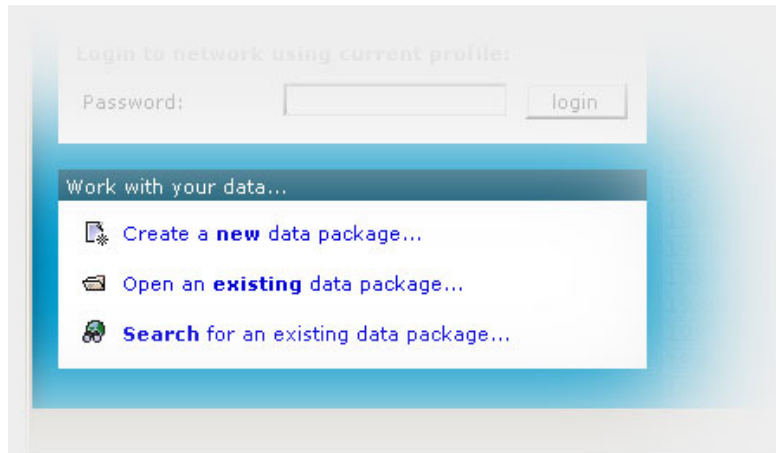 Login to network using current profile:
Password:
login
Work with your data...
Create a new data package...
Open an existing data package...
Search for an existing data package...